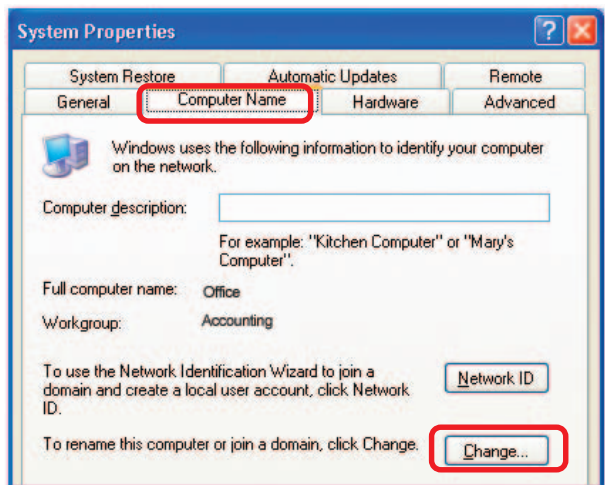 System Properties
System Restore Automatic Updates Remote
General Computer Name Hardware Advanced
Windows uses the following information to identify your computer
on the network.
Computer description:
For example: "Kitchen Computer" or "Mary's
Computer".
Full computer name: Office
Workgroup: Accounting
To use the Network Identification Wizard to join a
domain and create a local user account, click Network
ID.
Network ID
To rename this computer or join a domain, click Change.
Change...